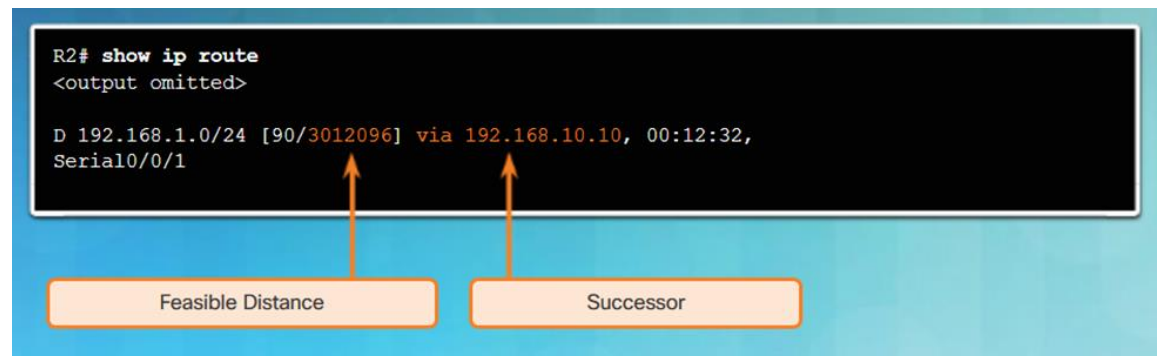 R2# show ip route
<output omitted>
D 192.168.1.0/24 [90/3012096] via 192.168.10.10, 00:12:32,
Serial0/0/1
Feasible Distance
Successor